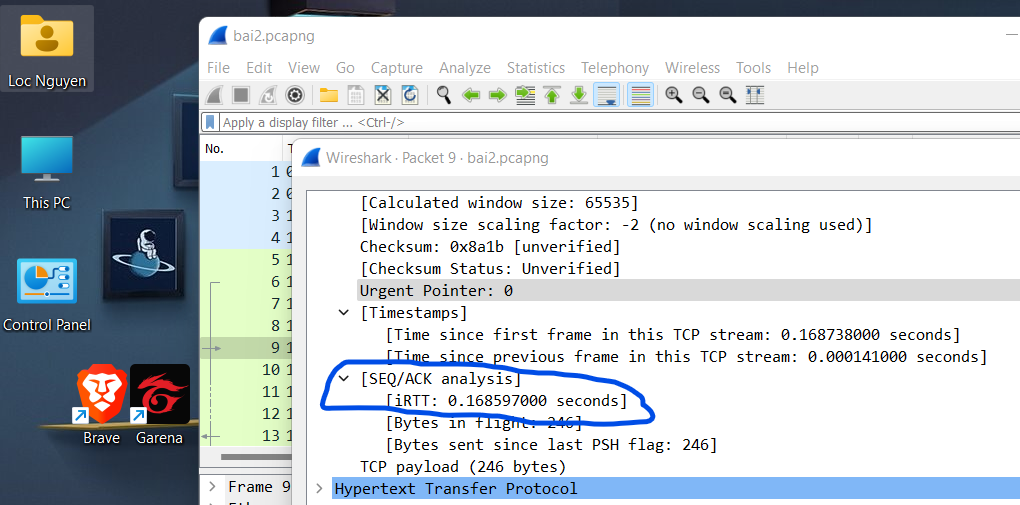 Loc Nguyen
This PC
Control Panel
Brave
Garena
bai2.pcapng
File Edit View Go Capture Analyze Statistics Telephony Wireless Tools Help
Apply a display filter ... <Ctrl-/>
No.
1 0
2 0
3 1
4 1
5 1
6 1
7 1
8 1
9 1
10 1
11 1
12 1
13 1
Frame 9
Wireshark · Packet 9 · bai2.pcapng
[Calculated window size: 65535]
[Window size scaling factor: -2 (no window scaling used)]
Checksum: 0x8a1b [unverified]
[Checksum Status: Unverified]
Urgent Pointer: 0
[Timestamps]
[Time since first frame in this TCP stream: 0.168738000 seconds]
[Time since previous frame in this TCP stream: 0.000141000 seconds]
[SEQ/ACK analysis]
[iRTT: 0.168597000 seconds]
[Bytes in flight: 246]
[Bytes sent since last PSH flag: 246]
TCP payload (246 bytes)
Hypertext Transfer Protocol